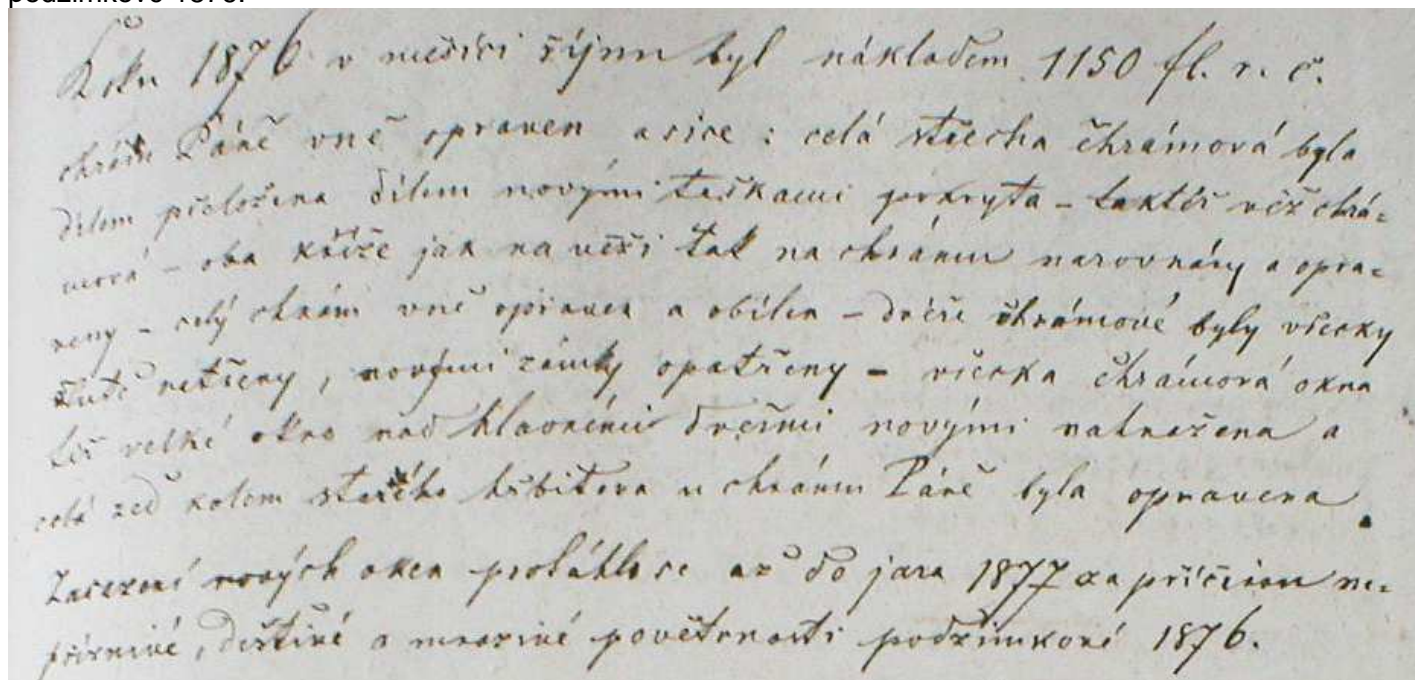 Roku 1876 v měsíci říjnu byl nákladem 1150 fl. r. č.
chrám Páně vně opraven a sice: celá střecha chrámová byla
dílem přeložena dílem novými taškami pokryta – taktéž věž chrá-
mová – oba kříže jak na věži tak na chrámu narovnány a opra-
veny – celý chrám vně opraven a obílen – dvéře chrámové byly všecky
žlutě natřeny, novými zámky opatřeny – všecka chrámová okna
též velké okno nad hlavními dveřmi novými nahražena a
celá zeď kolem starého hřbitova u chrámu Páně byla opravena.
Zasezení nových oken protáhlo se až do jara 1877 za příčinou ne-
příznivé, deštivé a mrazivé povětrnosti podzimkové 1876.